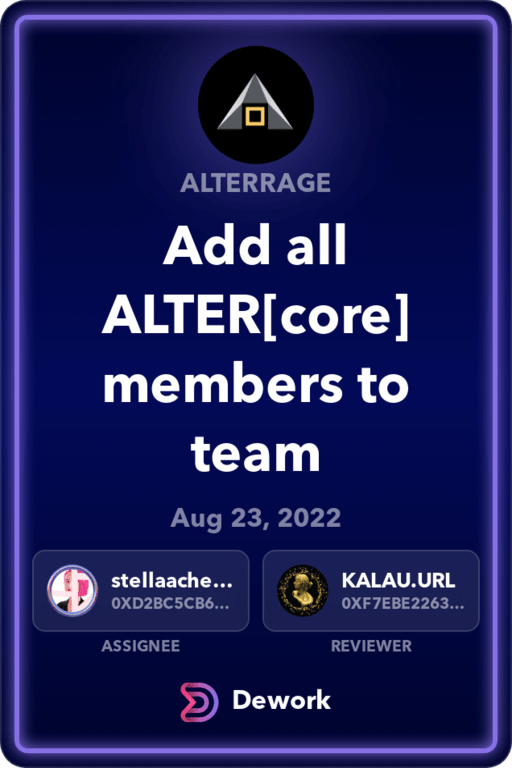 ALTERRAGE
Add all
ALTER[core]
members to
team
Aug 23, 2022
stellaache...
0XD2BC5CB6...
KALAU.URL
0XF7EBE2263...
ASSIGNEE
REVIEWER
Dework